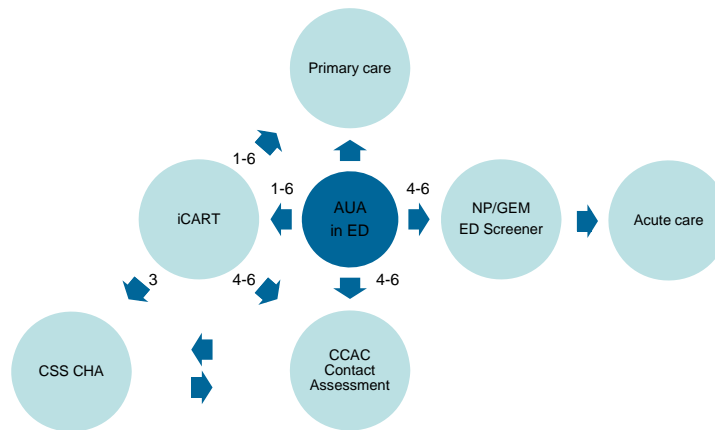 Primary care
1-6
1-6
4-6
iCART
AUA
in ED
NP/GEM
ED Screener
Acute care
3
4-6
4-6
CSS CHA
CCAC
Contact
Assessment